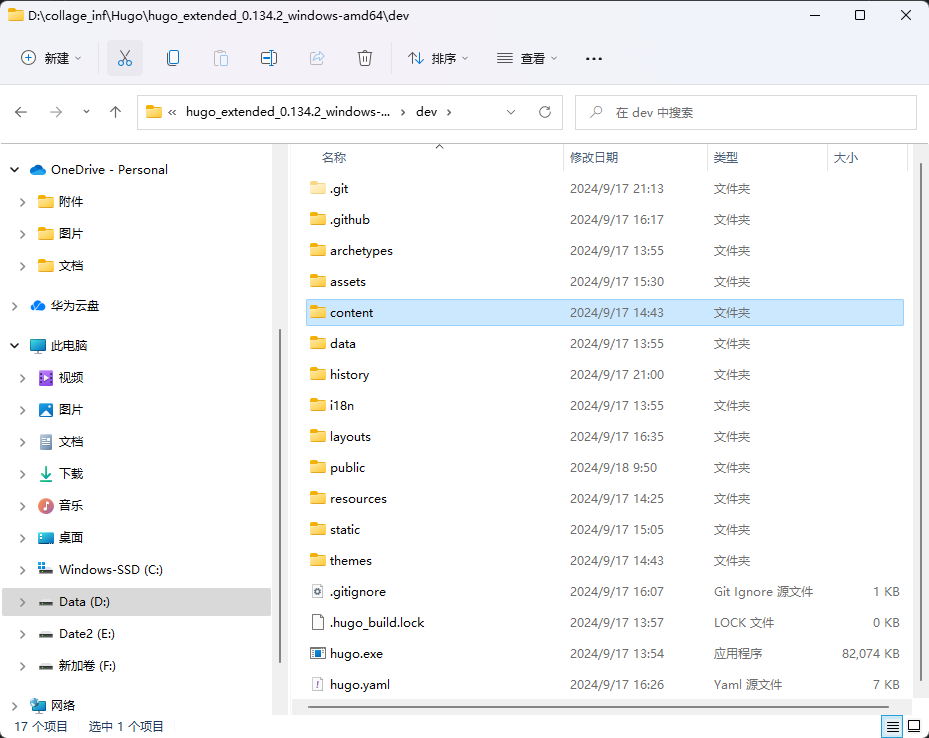 D:\collage_inf\Hugo\hugo_extended_0.134.2_windows-amd64\dev
新建 排序 查看
« hugo_extended_0.134.2_windows-... › dev › 在 dev 中搜索
OneDrive - Personal
附件
图片
文档
华为云盘
此电脑
视频
图片
文档
下载
音乐
桌面
Windows-SSD (C:)
Data (D:)
Date2 (E:)
新加卷 (F:)
网络
名称 修改日期 类型 大小
.git 2024/9/17 21:13 文件夹
.github 2024/9/17 16:17 文件夹
archetypes 2024/9/17 13:55 文件夹
assets 2024/9/17 15:30 文件夹
content 2024/9/17 14:43 文件夹
data 2024/9/17 13:55 文件夹
history 2024/9/17 21:00 文件夹
i18n 2024/9/17 13:55 文件夹
layouts 2024/9/17 16:35 文件夹
public 2024/9/18 9:50 文件夹
resources 2024/9/17 14:25 文件夹
static 2024/9/17 15:05 文件夹
themes 2024/9/17 14:43 文件夹
.gitignore 2024/9/17 16:07 Git Ignore 源文件 1 KB
.hugo_build.lock 2024/9/17 13:57 LOCK 文件 0 KB
hugo.exe 2024/9/17 13:54 应用程序 82,074 KB
hugo.yaml 2024/9/17 16:26 Yaml 源文件 7 KB
17 个项目 选中 1 个项目